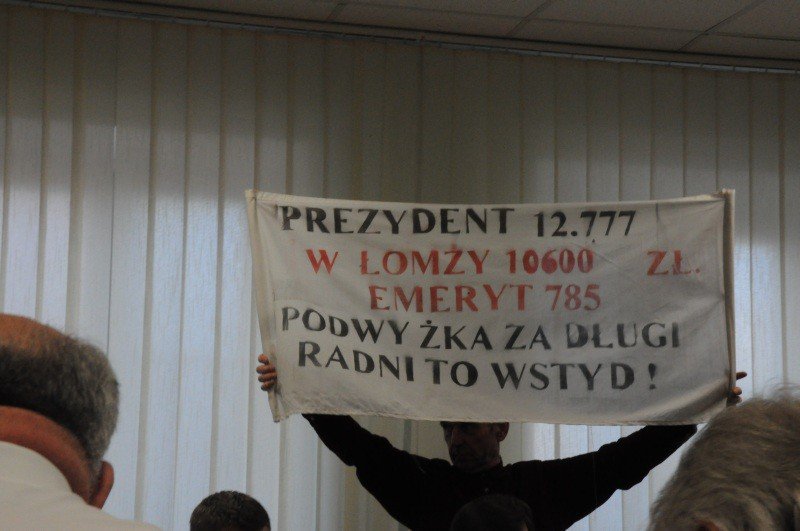 PREZYDENT 12.777
W ŁOMŻY 10600 ZŁ.
EMERYT 785
PODWYŻKA ZA DŁUGI
RADNI TO WSTYD !